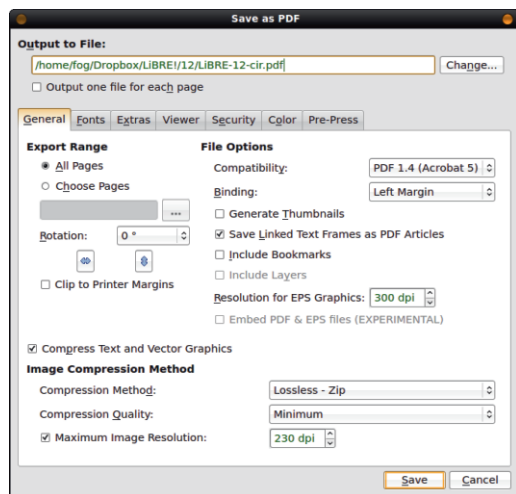 Save as PDF
Output to File:
/home/fog/Dropbox/LiBRE!/12/LiBRE-12-cir.pdf
Change...
Output one file for each page
General Fonts Extras Viewer Security Color Pre-Press
Export Range
All Pages
Choose Pages
...
Rotation: 0 °
Clip to Printer Margins
File Options
Compatibility: PDF 1.4 (Acrobat 5)
Binding: Left Margin
Generate Thumbnails
Save Linked Text Frames as PDF Articles
Include Bookmarks
Include Layers
Resolution for EPS Graphics: 300 dpi
Embed PDF & EPS files (EXPERIMENTAL)
Compress Text and Vector Graphics
Image Compression Method
Compression Method: Lossless - Zip
Compression Quality: Minimum
Maximum Image Resolution: 230 dpi
Save Cancel